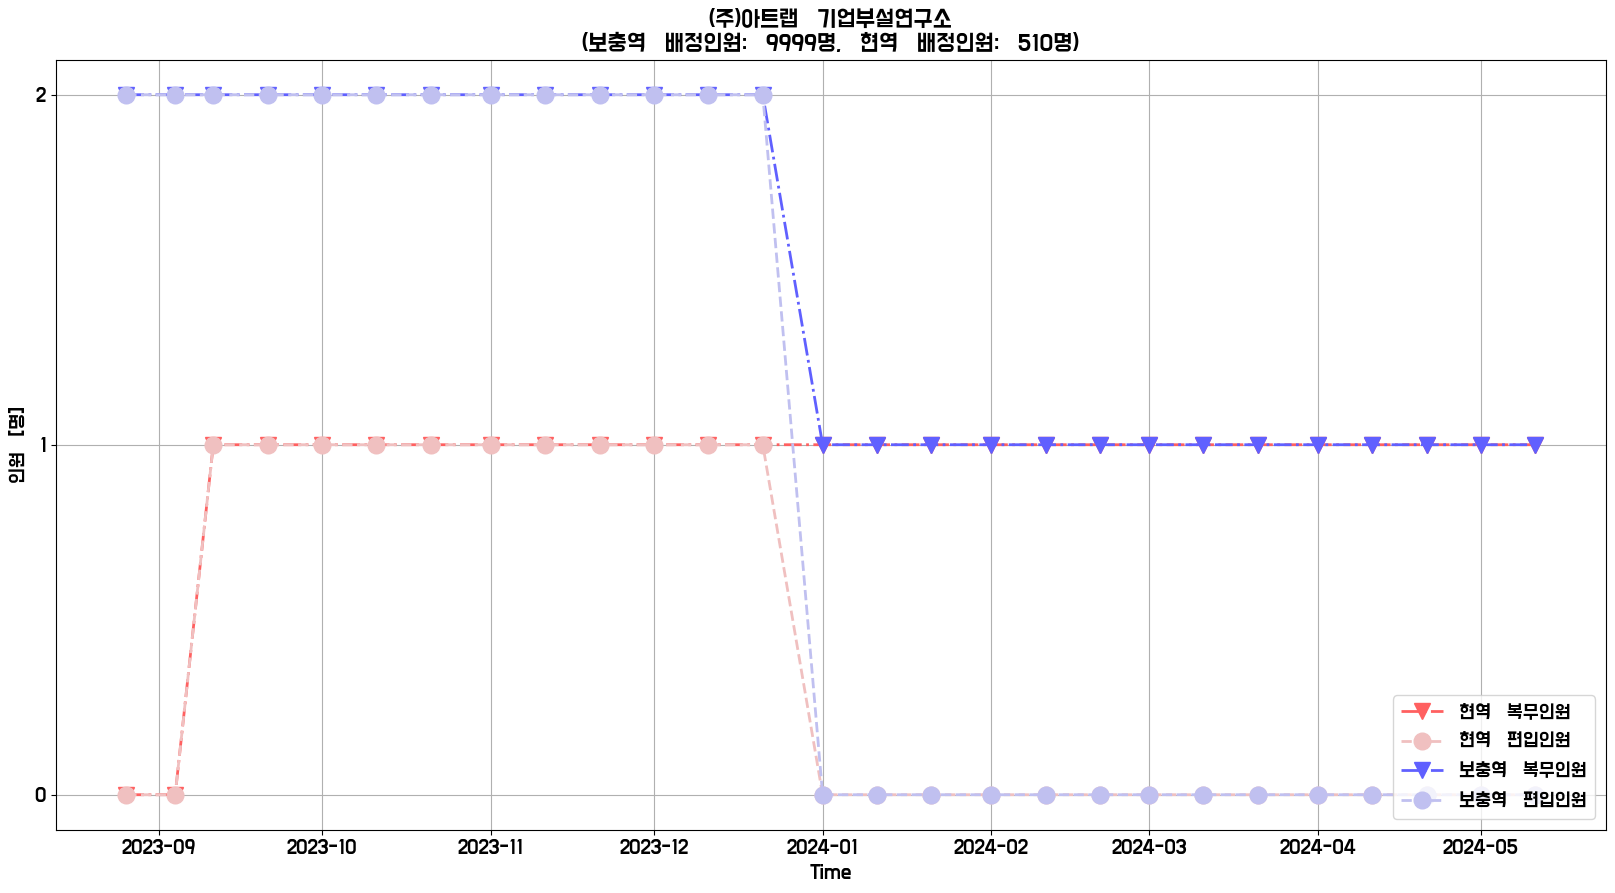 (주)아트랩 기업부설연구소
(보충역 배정인원: 9999명, 현역 배정인원: 510명)
인원 [명]
2
1
0
2023-09 2023-10 2023-11 2023-12 2024-01 2024-02 2024-03 2024-04 2024-05
Time
현역 복무인원
현역 편입인원
보충역 복무인원
보충역 편입인원